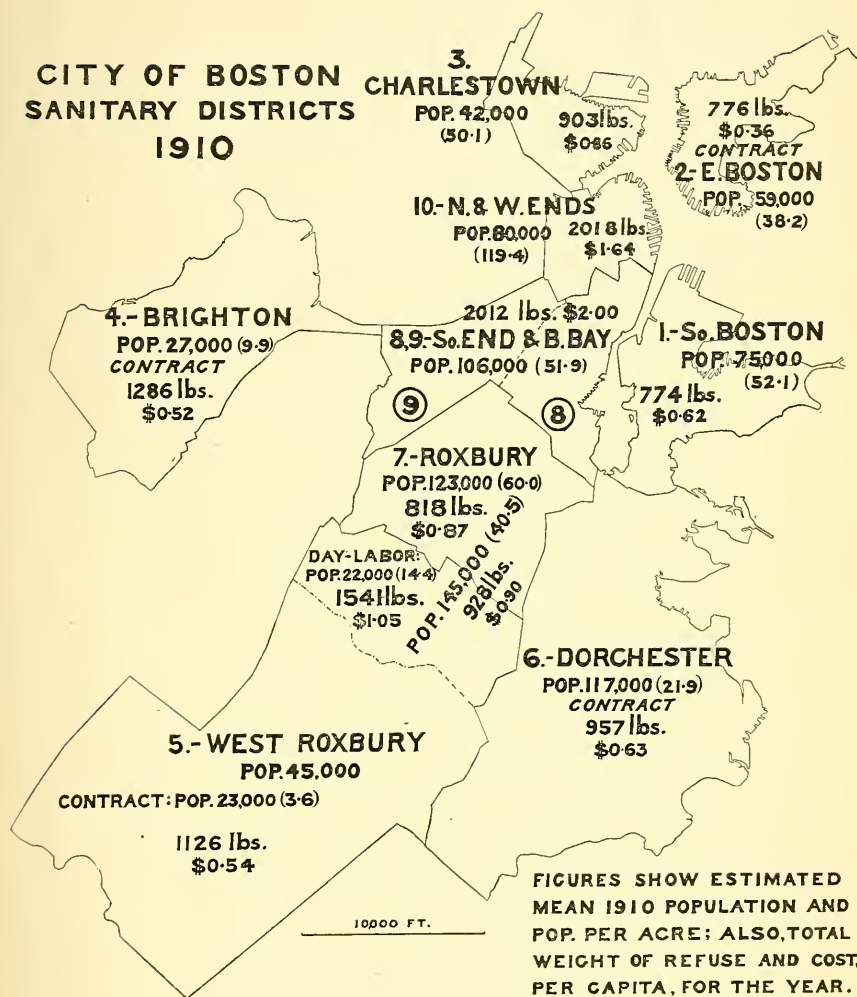 CITY OF BOSTON
SANITARY DISTRICTS
1910
3.
CHARLESTOWN
POP. 42,000
(50·1)
903 lbs.
$0·86
776 lbs.
$0·36
CONTRACT
2.-E. BOSTON
POP. 59,000
(38·2)
10.-N. & W. ENDS
POP. 80,000
(119·4)
2018 lbs.
$1·64
4.-BRIGHTON
POP. 27,000 (9·9)
CONTRACT
1286 lbs.
$0·52
2012 lbs. $2·00
8,9-So. END & B. BAY
POP. 106,000 (51·9)
9
8
1.-So. BOSTON
POP. 75000
(52·1)
774 lbs.
$0·62
7.-ROXBURY
POP. 123,000 (60·0)
818 lbs.
$0·87
DAY-LABOR:
POP. 22,000 (14·4)
1541 lbs.
$1·05
POP. 145,000 (40·5)
928 lbs.
$0·90
6.-DORCHESTER
POP. 117,000 (21·9)
CONTRACT
957 lbs.
$0·63
5.-WEST ROXBURY
POP. 45,000
CONTRACT: POP. 23,000 (3·6)
1126 lbs.
$0·54
10,000 FT.
FIGURES SHOW ESTIMATED
MEAN 1910 POPULATION AND
POP. PER ACRE; ALSO, TOTAL
WEIGHT OF REFUSE AND COST,
PER CAPITA, FOR THE YEAR.